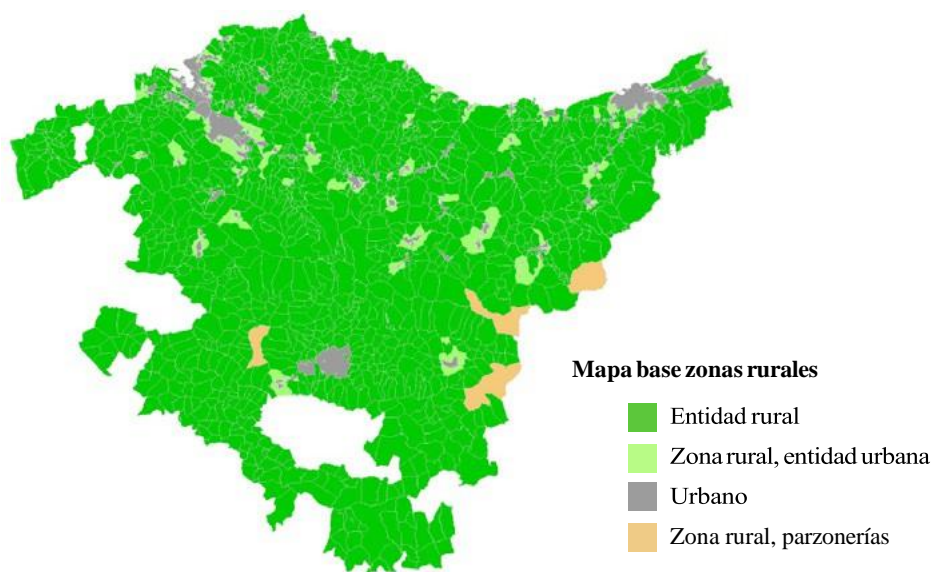 Mapa base zonas rurales
Entidad rural
Zona rural, entidad urbana
Urbano
Zona rural, parzonerías